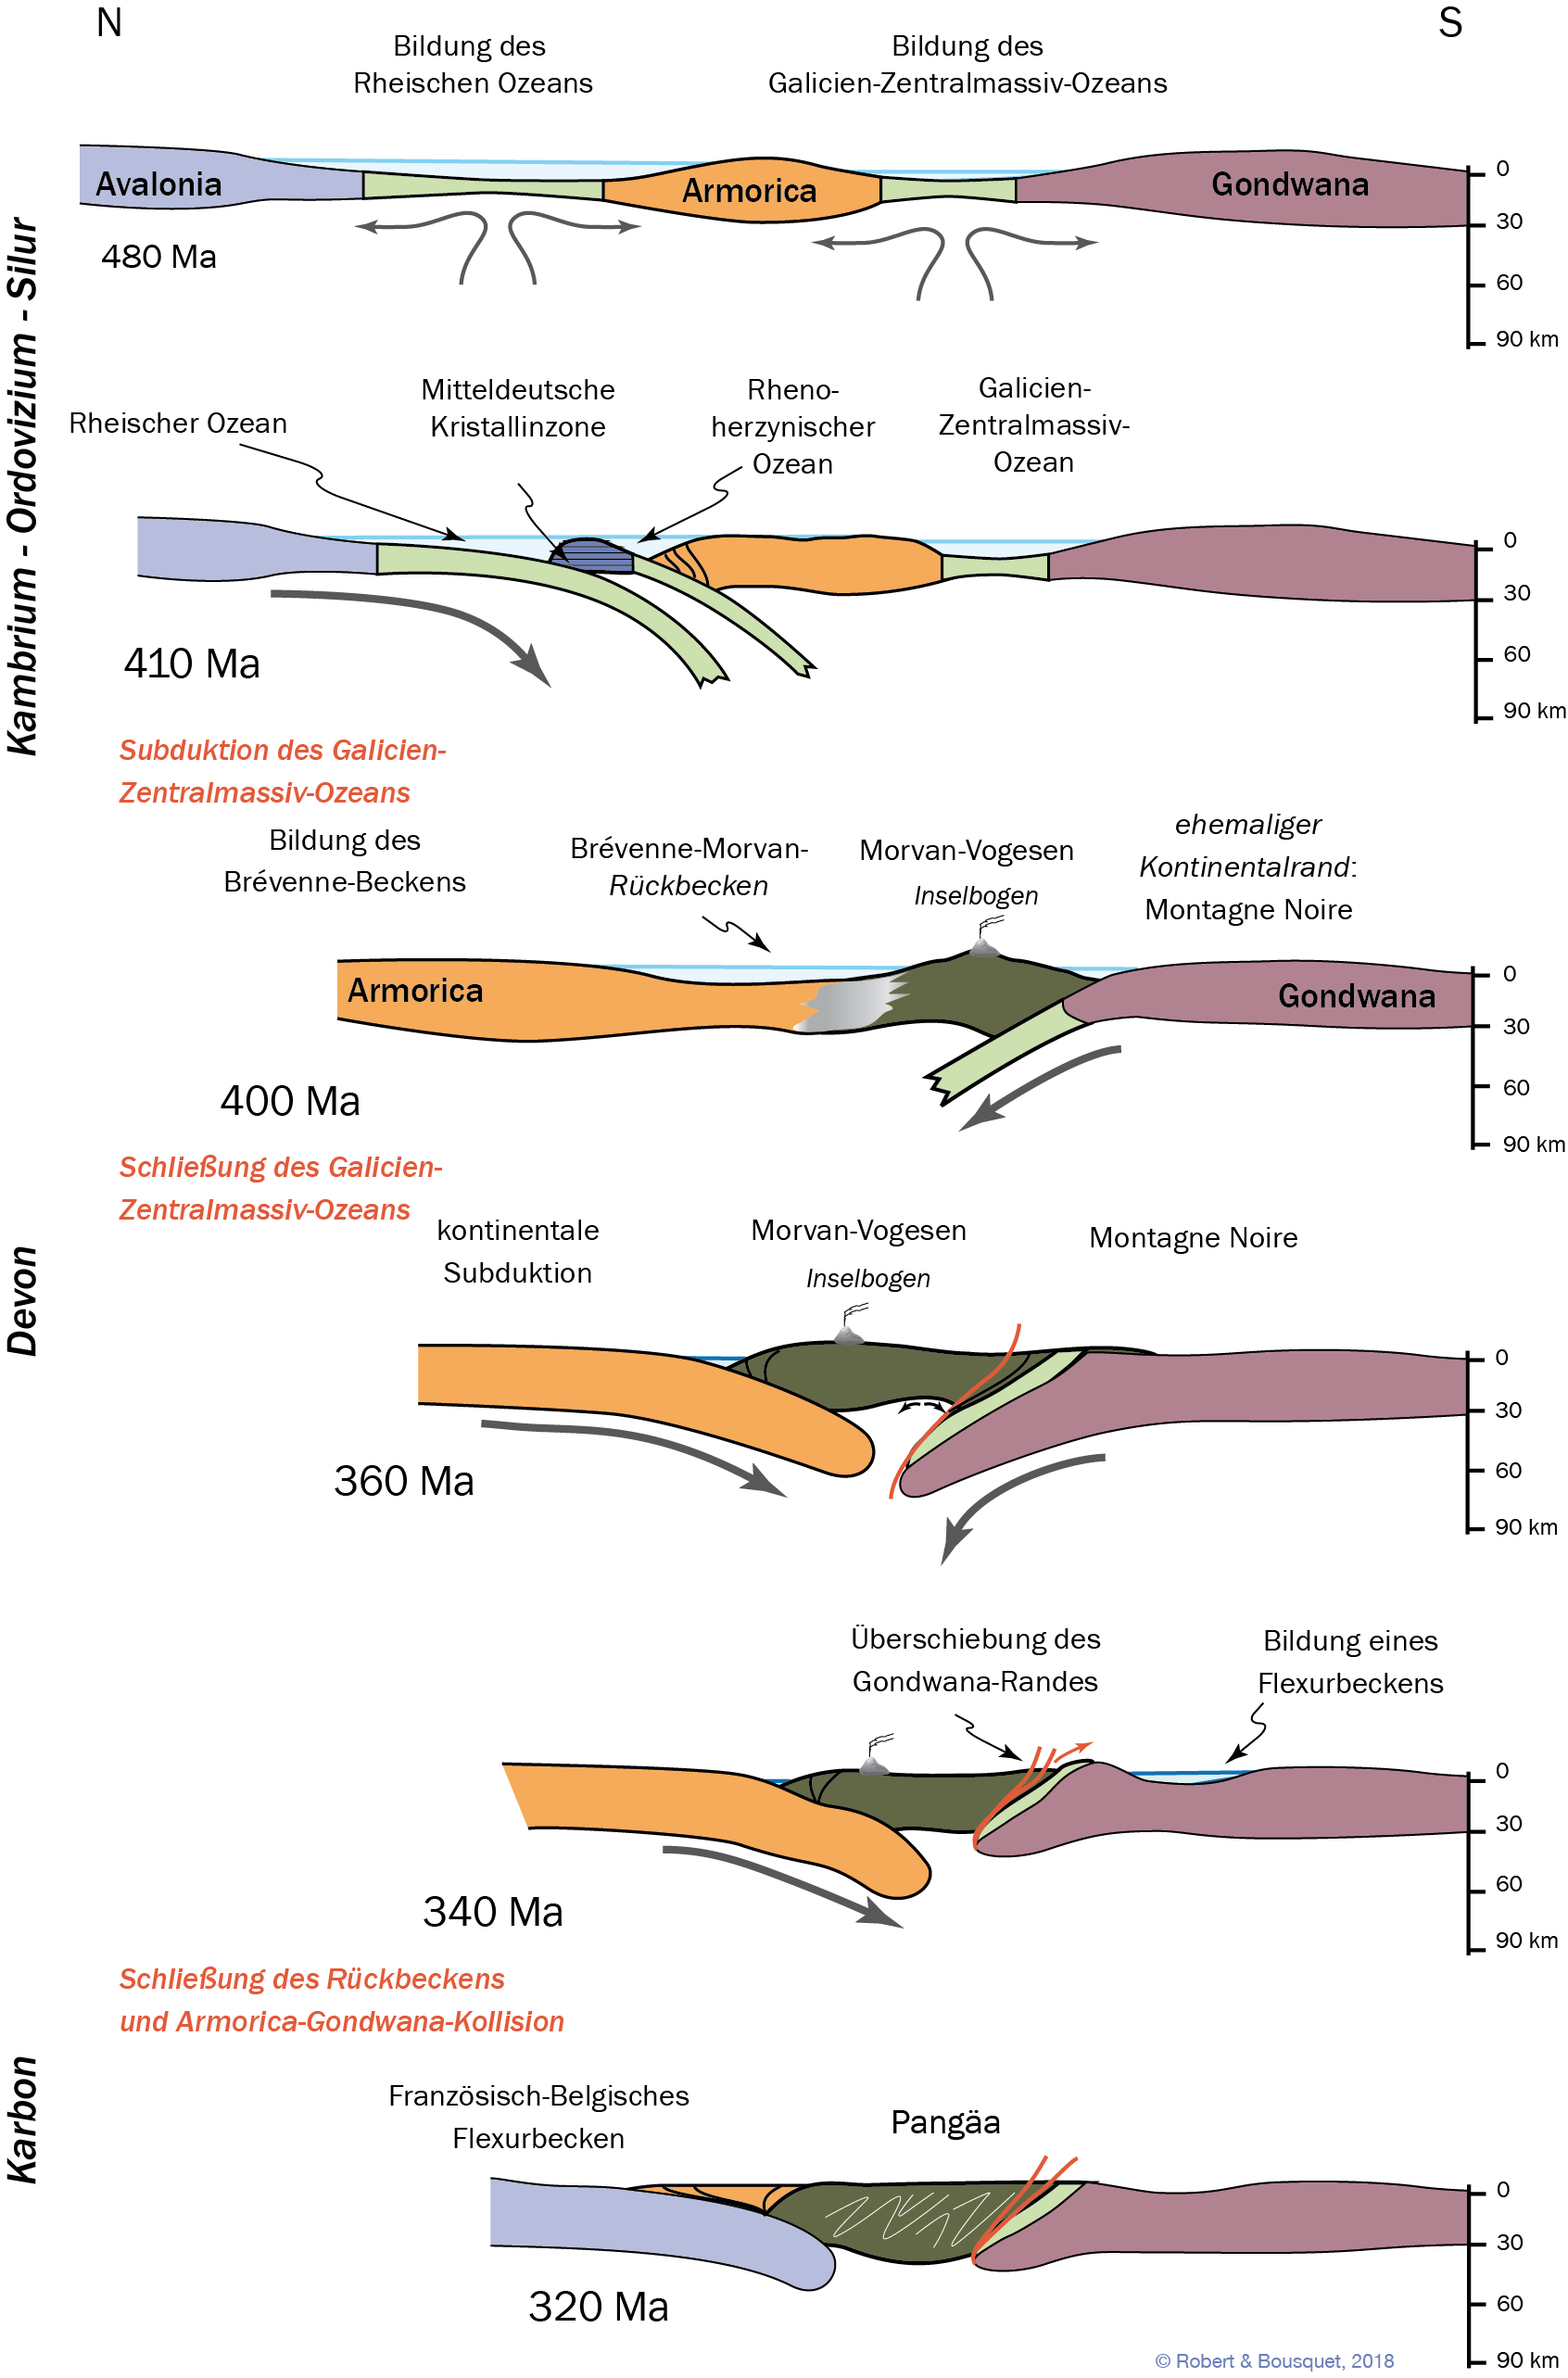 N
S
Bildung des
Rheischen Ozeans
Bildung des
Galicien-Zentralmassiv-Ozeans
Avalonia
Armorica
Gondwana
480 Ma
0
30
60
90 km
Kambrium - Ordovizium - Silur
Rheischer Ozean
Mitteldeutsche
Kristallinzone
Rheno-
herzynischer
Ozean
Galicien-
Zentralmassiv-
Ozean
410 Ma
0
30
60
90 km
Subduktion des Galicien-
Zentralmassiv-Ozeans
Bildung des
Brévenne-Beckens
Brévenne-Morvan-
Rückbecken
Morvan-Vogesen
Inselbogen
ehemaliger
Kontinentalrand:
Montagne Noire
Armorica
Gondwana
400 Ma
0
30
60
90 km
Devon
Schließung des Galicien-
Zentralmassiv-Ozeans
kontinentale
Subduktion
Morvan-Vogesen
Inselbogen
Montagne Noire
360 Ma
0
30
60
90 km
Überschiebung des
Gondwana-Randes
Bildung eines
Flexurbeckens
340 Ma
0
30
60
90 km
Karbon
Schließung des Rückbeckens
und Armorica-Gondwana-Kollision
Französisch-Belgisches
Flexurbecken
Pangäa
320 Ma
0
30
60
90 km
© Robert & Bousquet, 2018